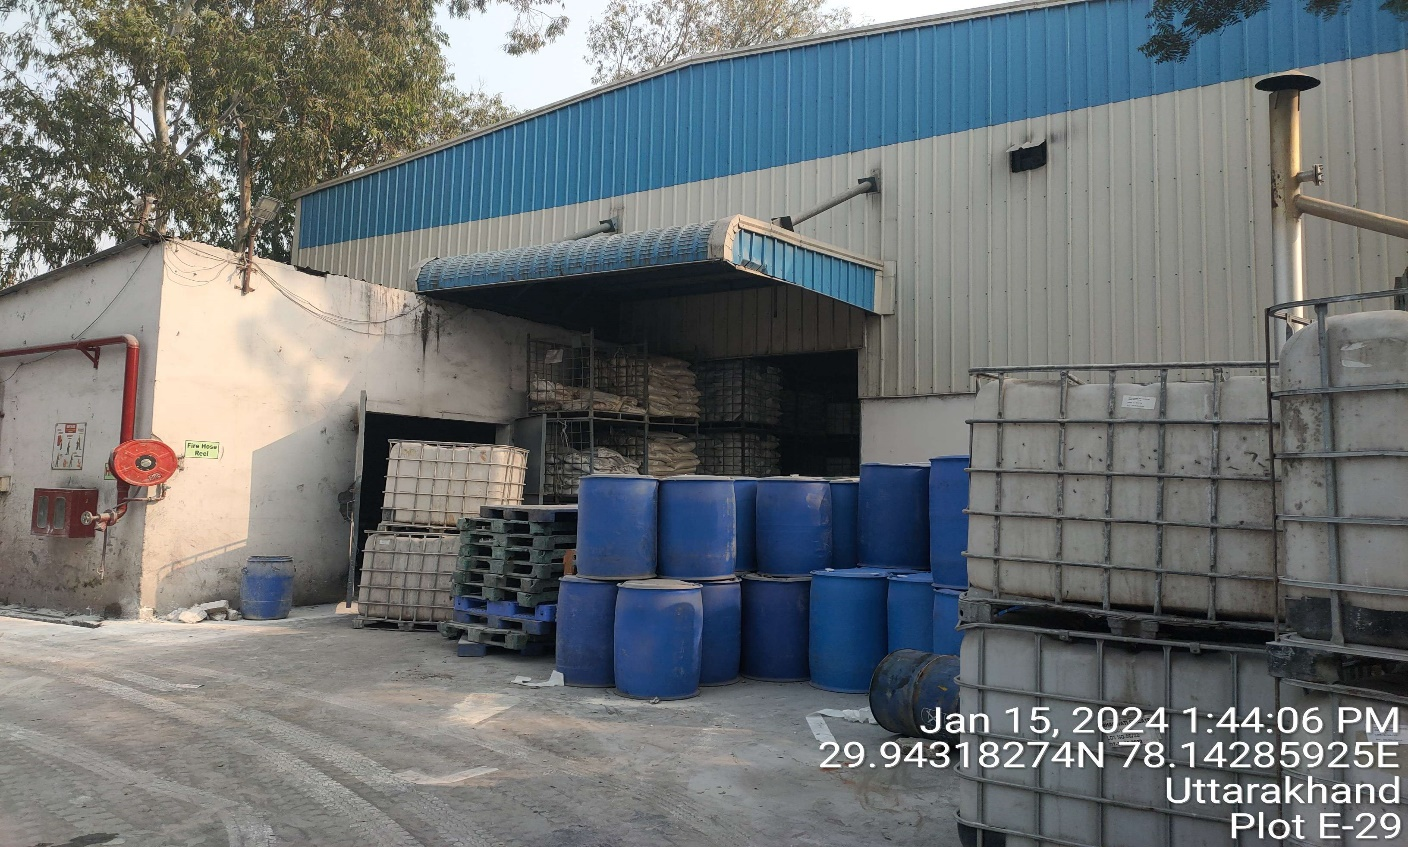 Fire Hose
Reel
Jan 15, 2024 1:44:06 PM
29.94318274N 78.14285925E
Uttarakhand
Plot E-29